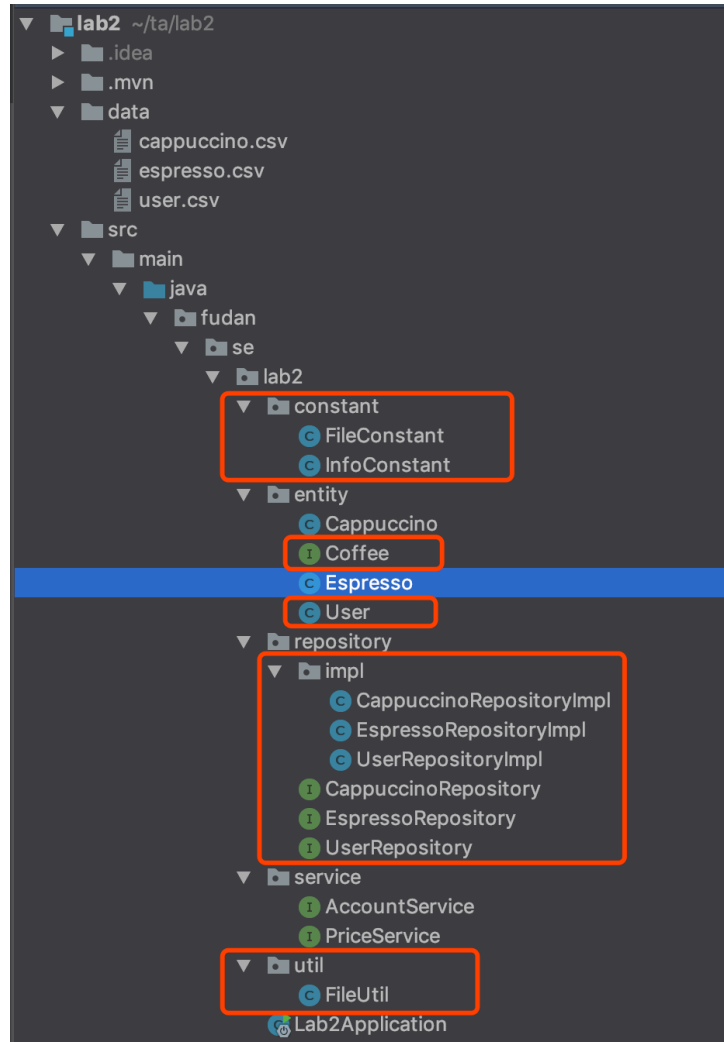 lab2 ~/ta/lab2
.idea
.mvn
data
cappuccino.csv
espresso.csv
user.csv
src
main
java
fudan
se
lab2
constant
C FileConstant
C InfoConstant
entity
C Cappuccino
I Coffee
C Espresso
C User
repository
impl
C CappuccinoRepositoryImpl
C EspressoRepositoryImpl
C UserRepositoryImpl
I CappuccinoRepository
I EspressoRepository
I UserRepository
service
I AccountService
I PriceService
util
C FileUtil
Lab2Application